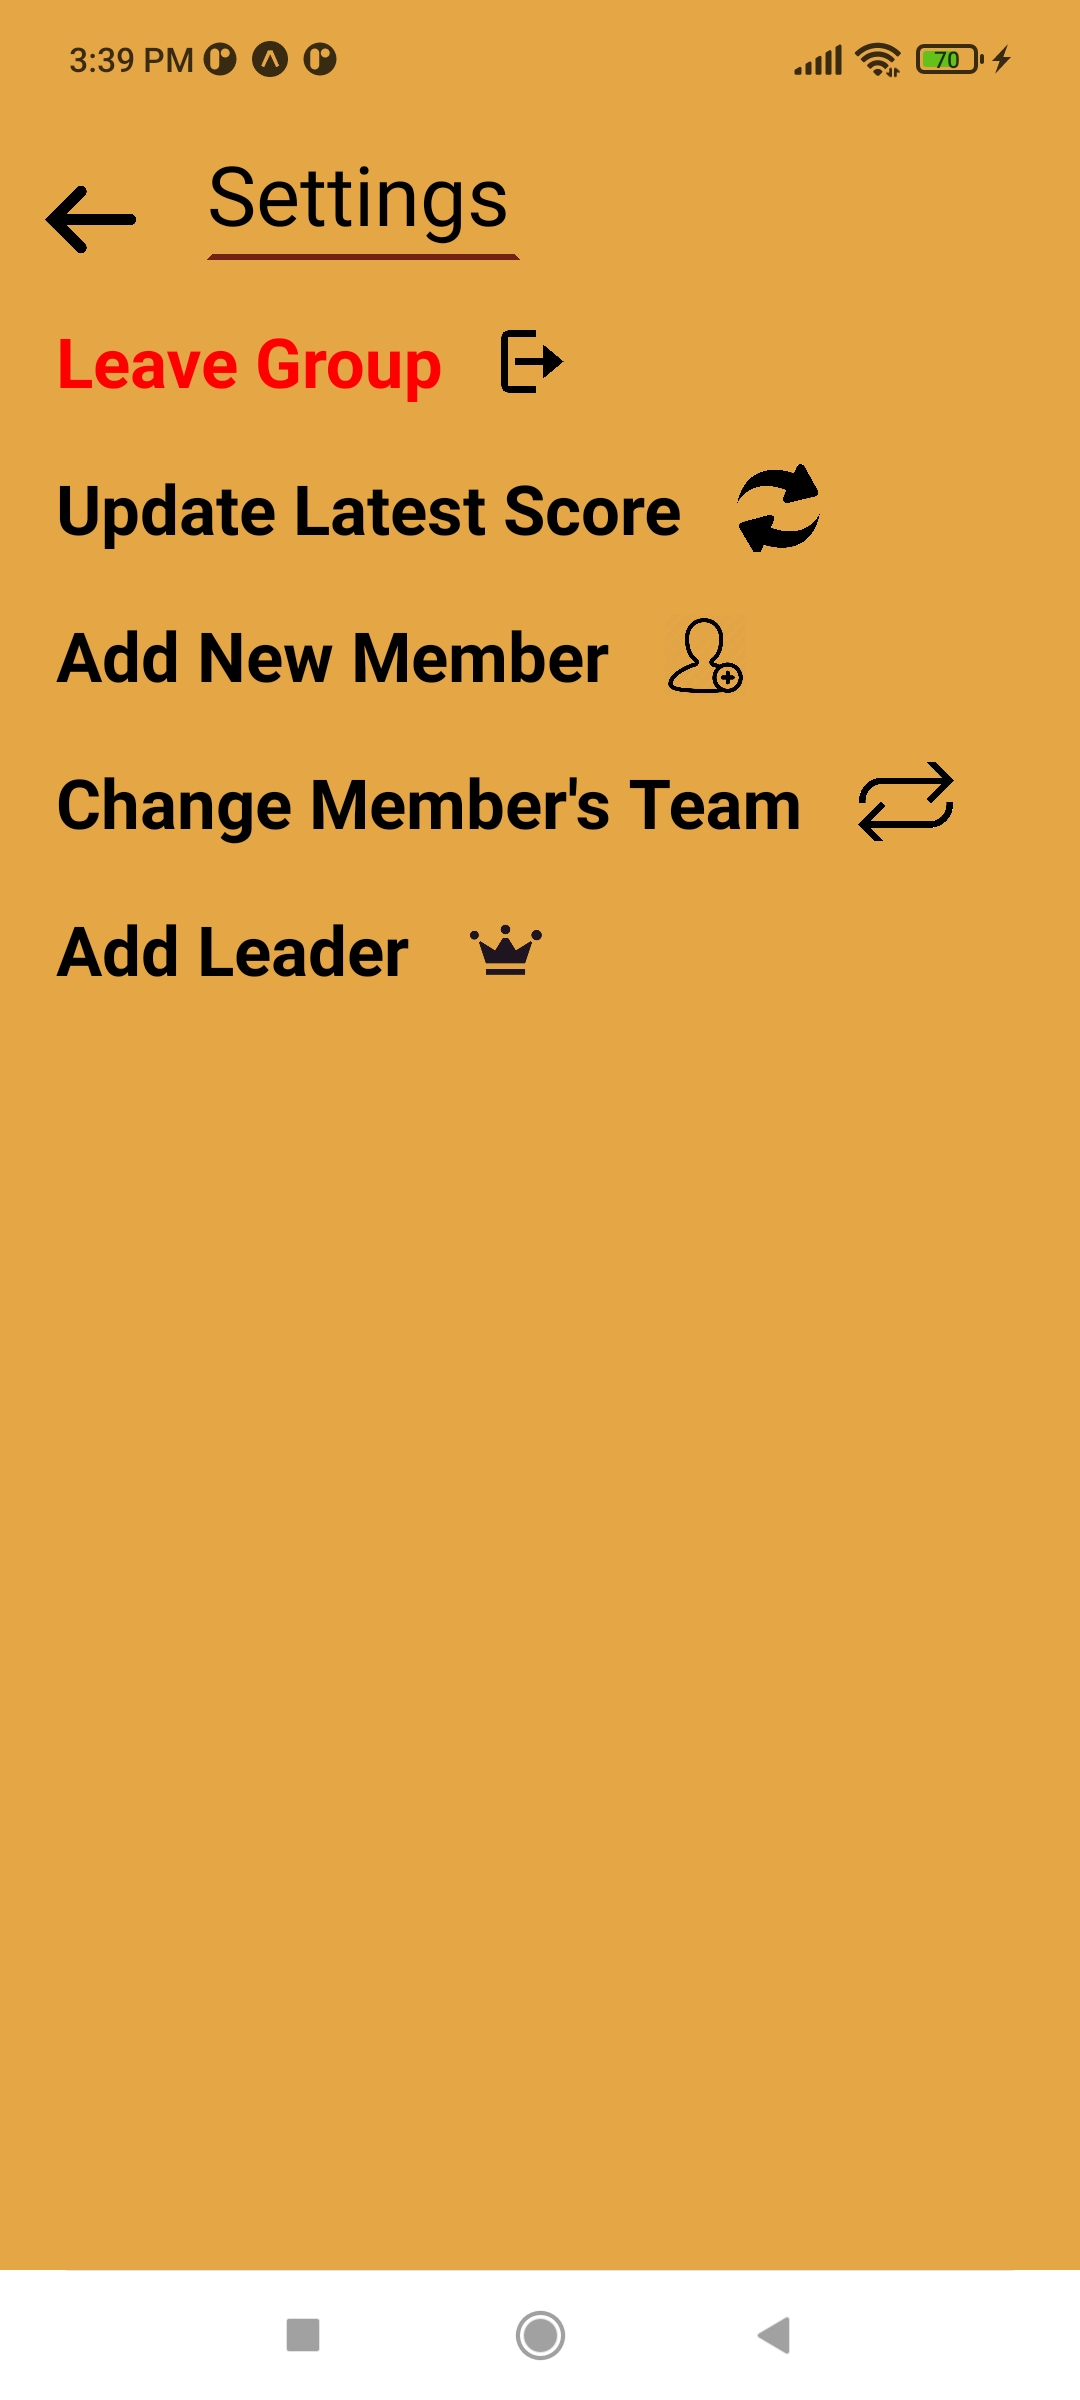 3:39 PM
70
Settings
Leave Group
Update Latest Score
Add New Member
Change Member's Team
Add Leader